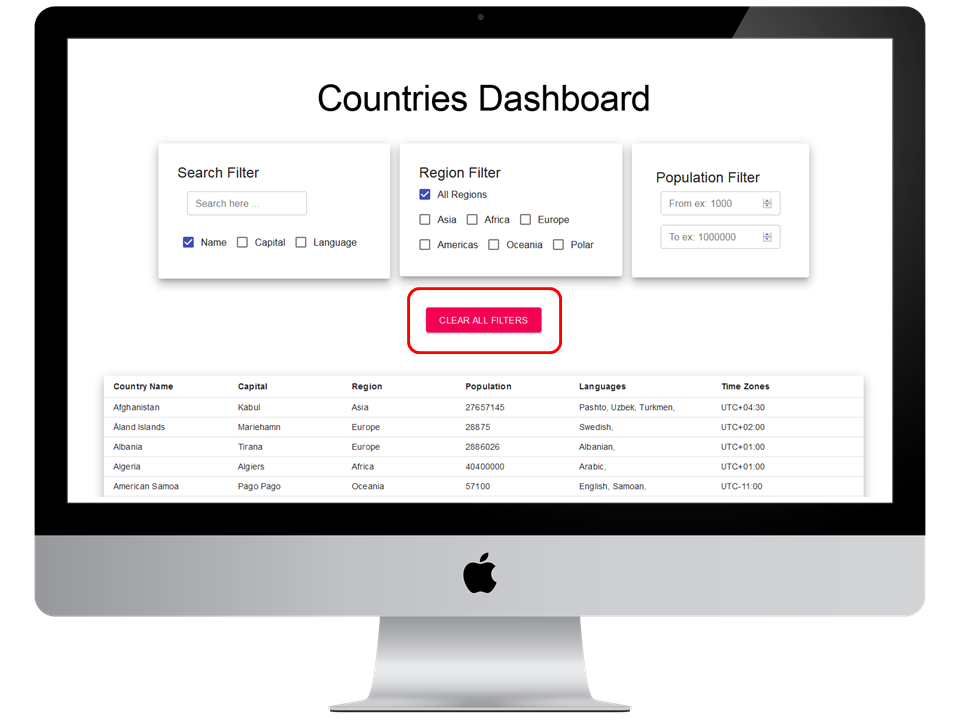 Countries Dashboard
Search Filter
Search here ...
Name Capital Language
Region Filter
All Regions
Asia Africa Europe
Americas Oceania Polar
Population Filter
From ex: 1000
To ex: 1000000
CLEAR ALL FILTERS
Country Name Capital Region Population Languages Time Zones
Afghanistan Kabul Asia 27657145 Pashto, Uzbek, Turkmen, UTC+04:30
Åland Islands Mariehamn Europe 28875 Swedish, UTC+02:00
Albania Tirana Europe 2886026 Albanian, UTC+01:00
Algeria Algiers Africa 40400000 Arabic, UTC+01:00
American Samoa Pago Pago Oceania 57100 English, Samoan, UTC-11:00